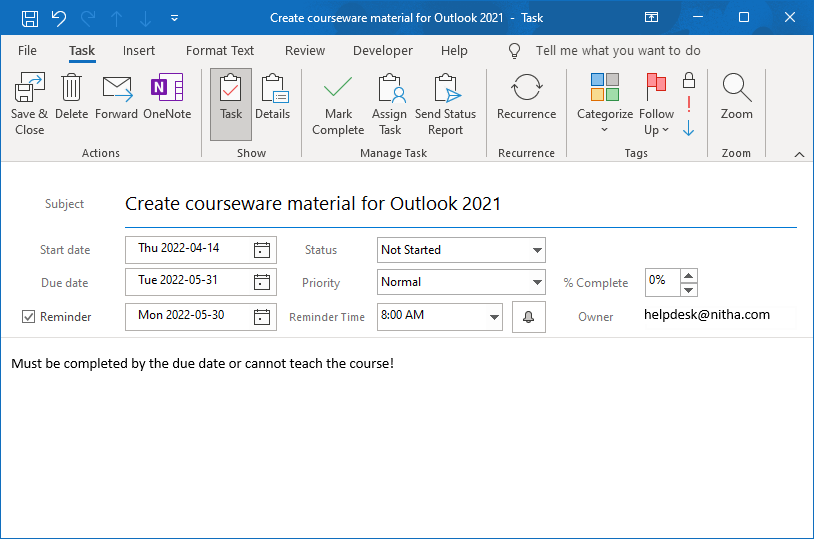 Create courseware material for Outlook 2021 - Task
File Task Insert Format Text Review Developer Help Tell me what you want to do
Save & Close Delete Forward OneNote Task Details Mark Complete Assign Task Send Status Report Recurrence Categorize Follow Up Zoom
Actions Show Manage Task Recurrence Tags Zoom
Subject Create courseware material for Outlook 2021
Start date Thu 2022-04-14 Status Not Started
Due date Tue 2022-05-31 Priority Normal % Complete 0%
Reminder Mon 2022-05-30 Reminder Time 8:00 AM Owner helpdesk@nitha.com
Must be completed by the due date or cannot teach the course!